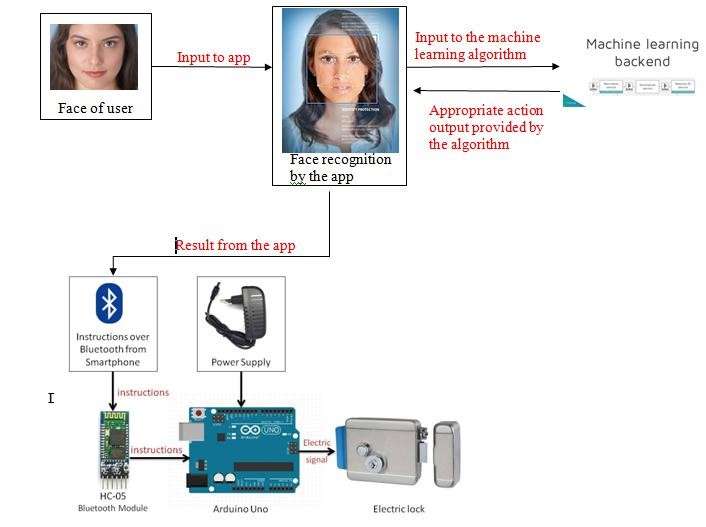 Face of user
Input to app
Face recognition
by the app
Input to the machine
learning algorithm
Machine learning
backend
Appropriate action
output provided by
the algorithm
Result from the app
Instructions over
Bluetooth from
Smartphone
Power Supply
instructions
instructions
UNO
Electric
signal
HC-05
Bluetooth Module
Arduino Uno
Electric lock